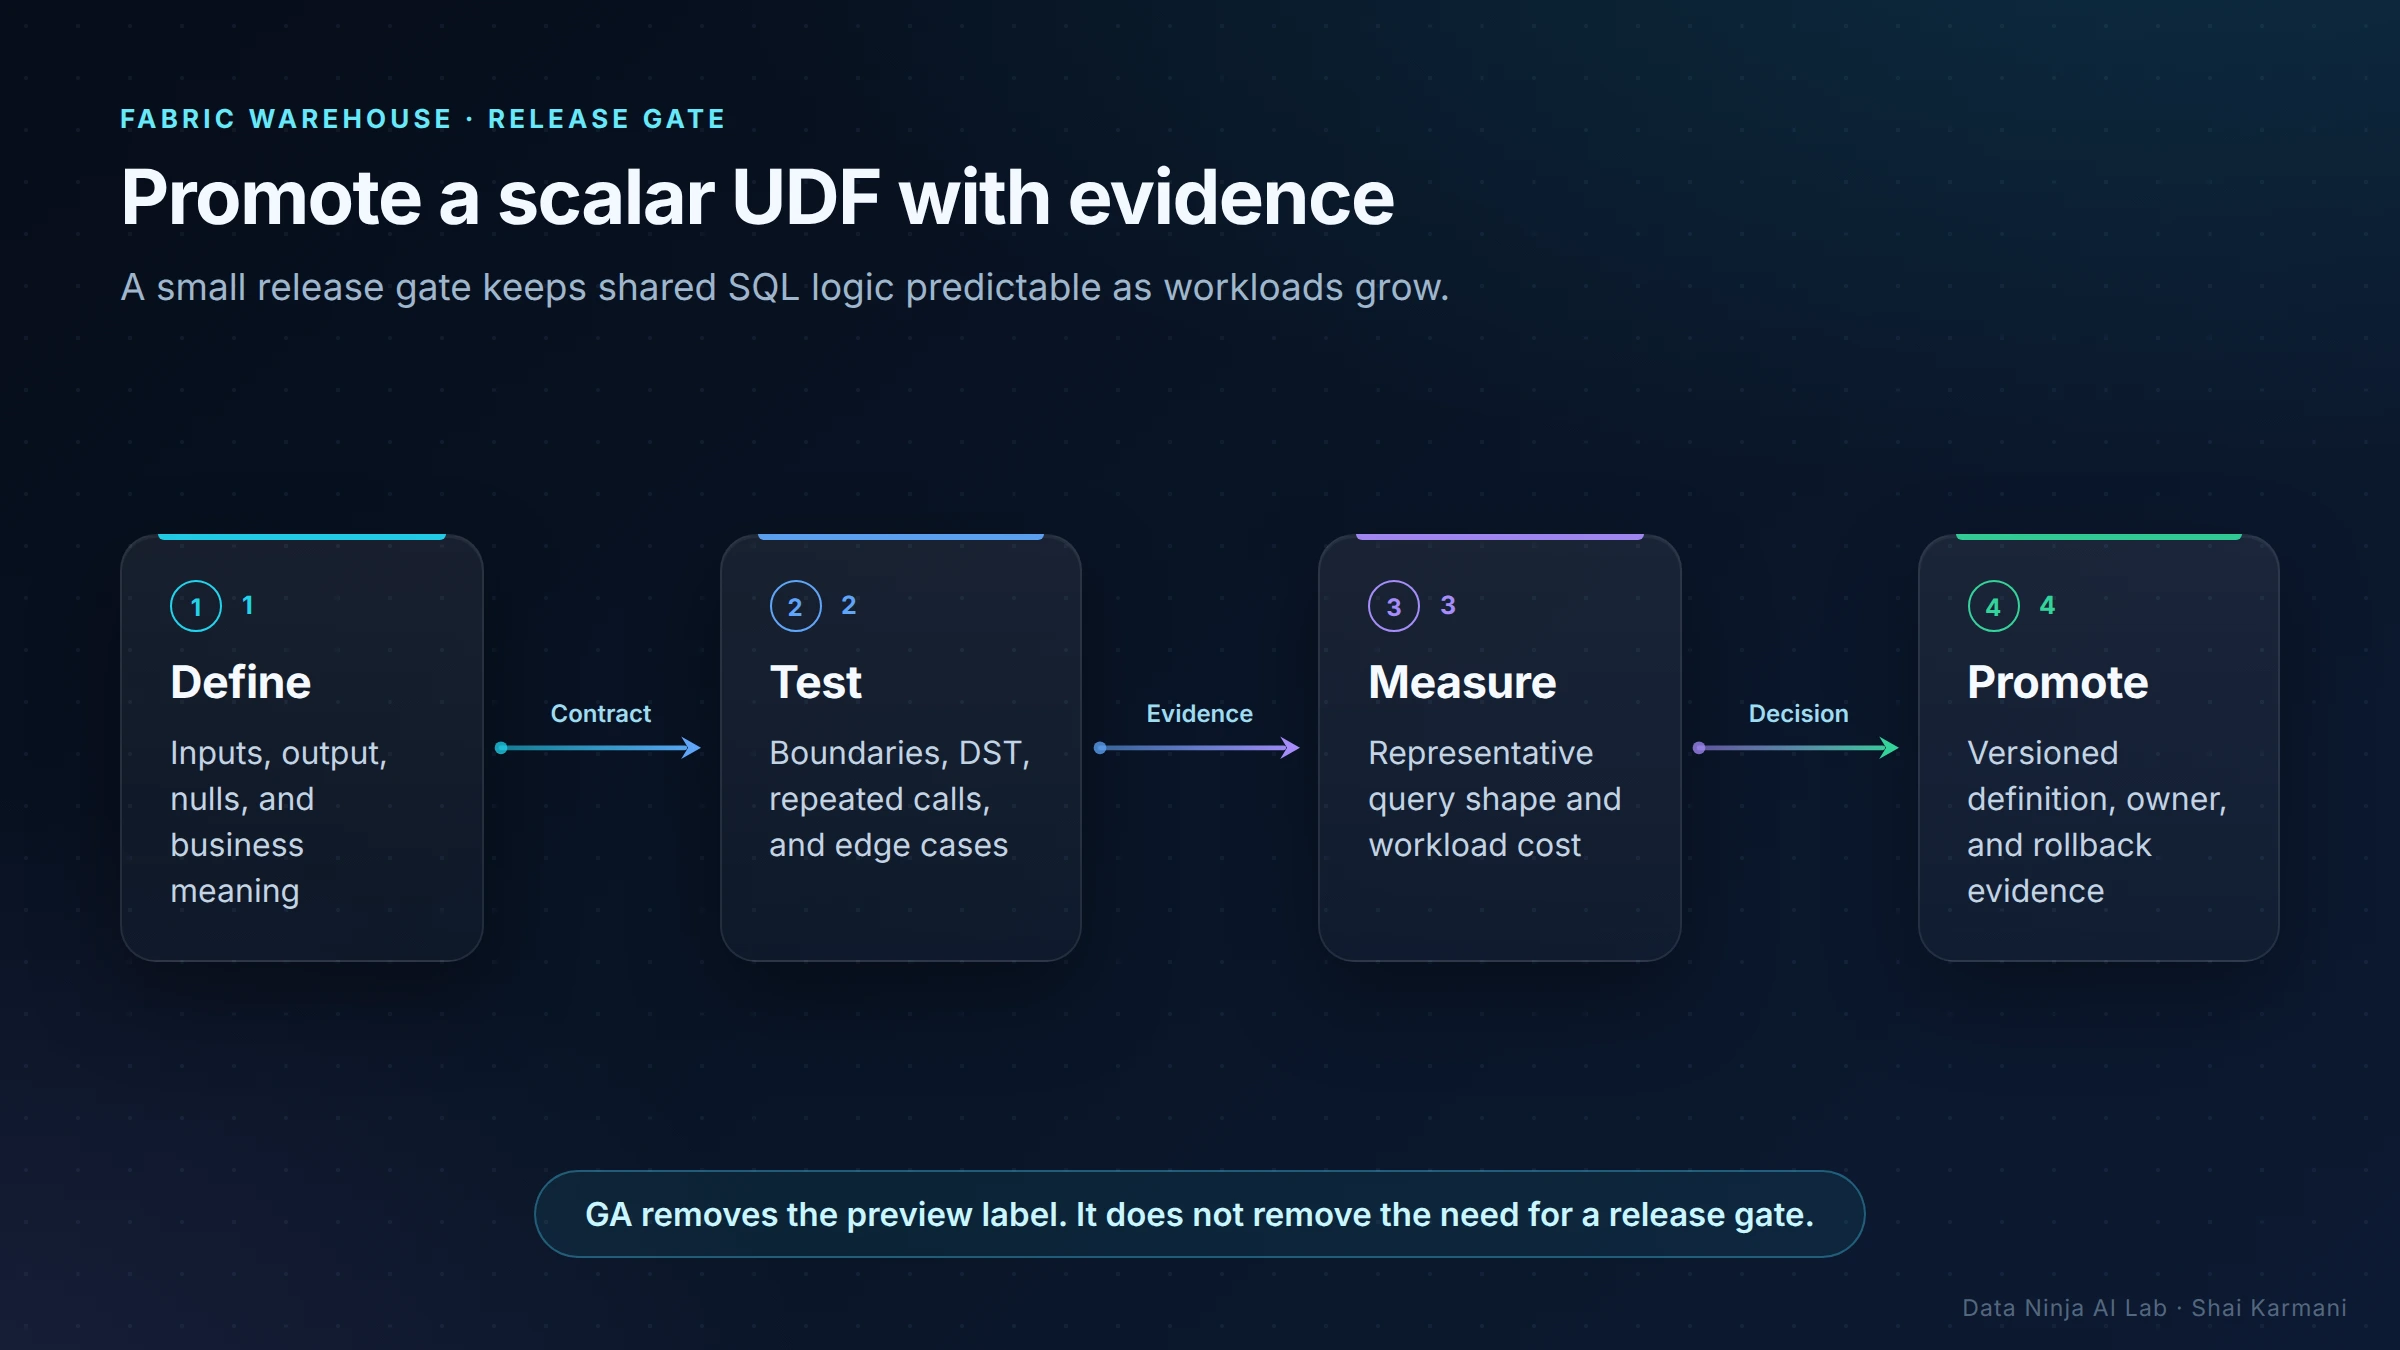 FABRIC WAREHOUSE · RELEASE GATE
Promote a scalar UDF with evidence
A small release gate keeps shared SQL logic predictable as workloads grow.
1 1
Define
Inputs, output,
nulls, and
business
meaning
Contract
2 2
Test
Boundaries, DST,
repeated calls,
and edge cases
Evidence
3 3
Measure
Representative
query shape and
workload cost
Decision
4 4
Promote
Versioned
definition, owner,
and rollback
evidence
GA removes the preview label. It does not remove the need for a release gate.
Data Ninja AI Lab · Shai Karmani